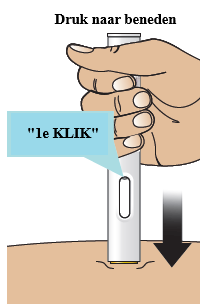 Druk naar beneden
"1e KLIK"